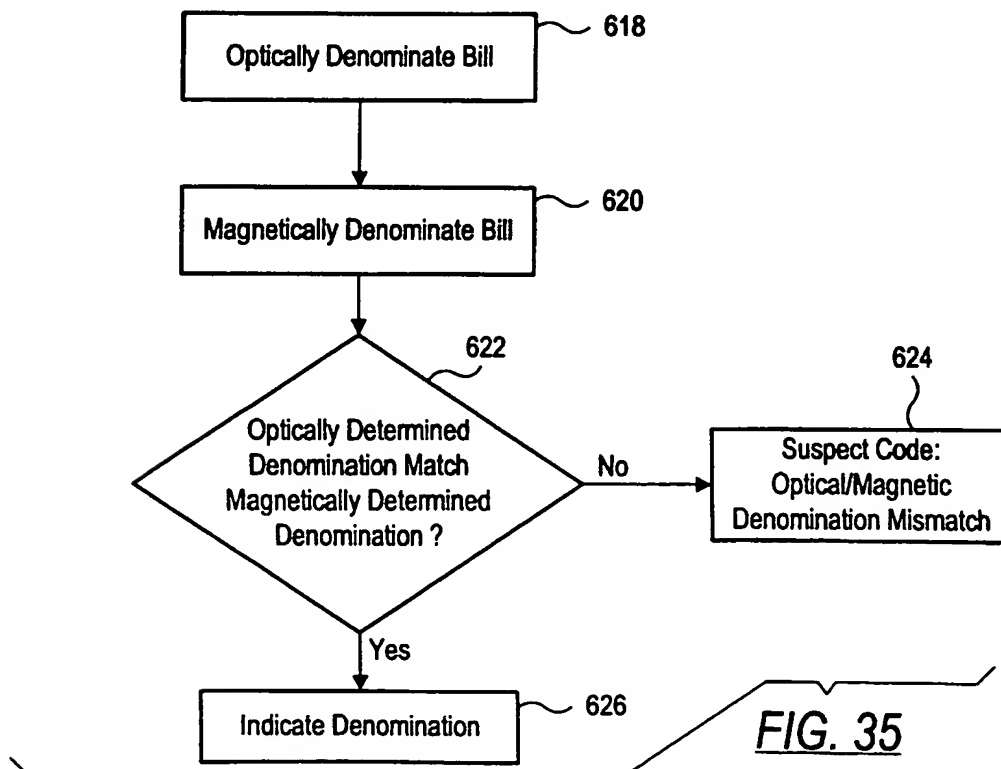 618
Optically Denominate Bill
620
Magnetically Denominate Bill
622
Optically Determined
Denomination Match
Magnetically Determined
Denomination ?
No
624
Suspect Code:
Optical/Magnetic
Denomination Mismatch
Yes
626
Indicate Denomination
FIG. 35